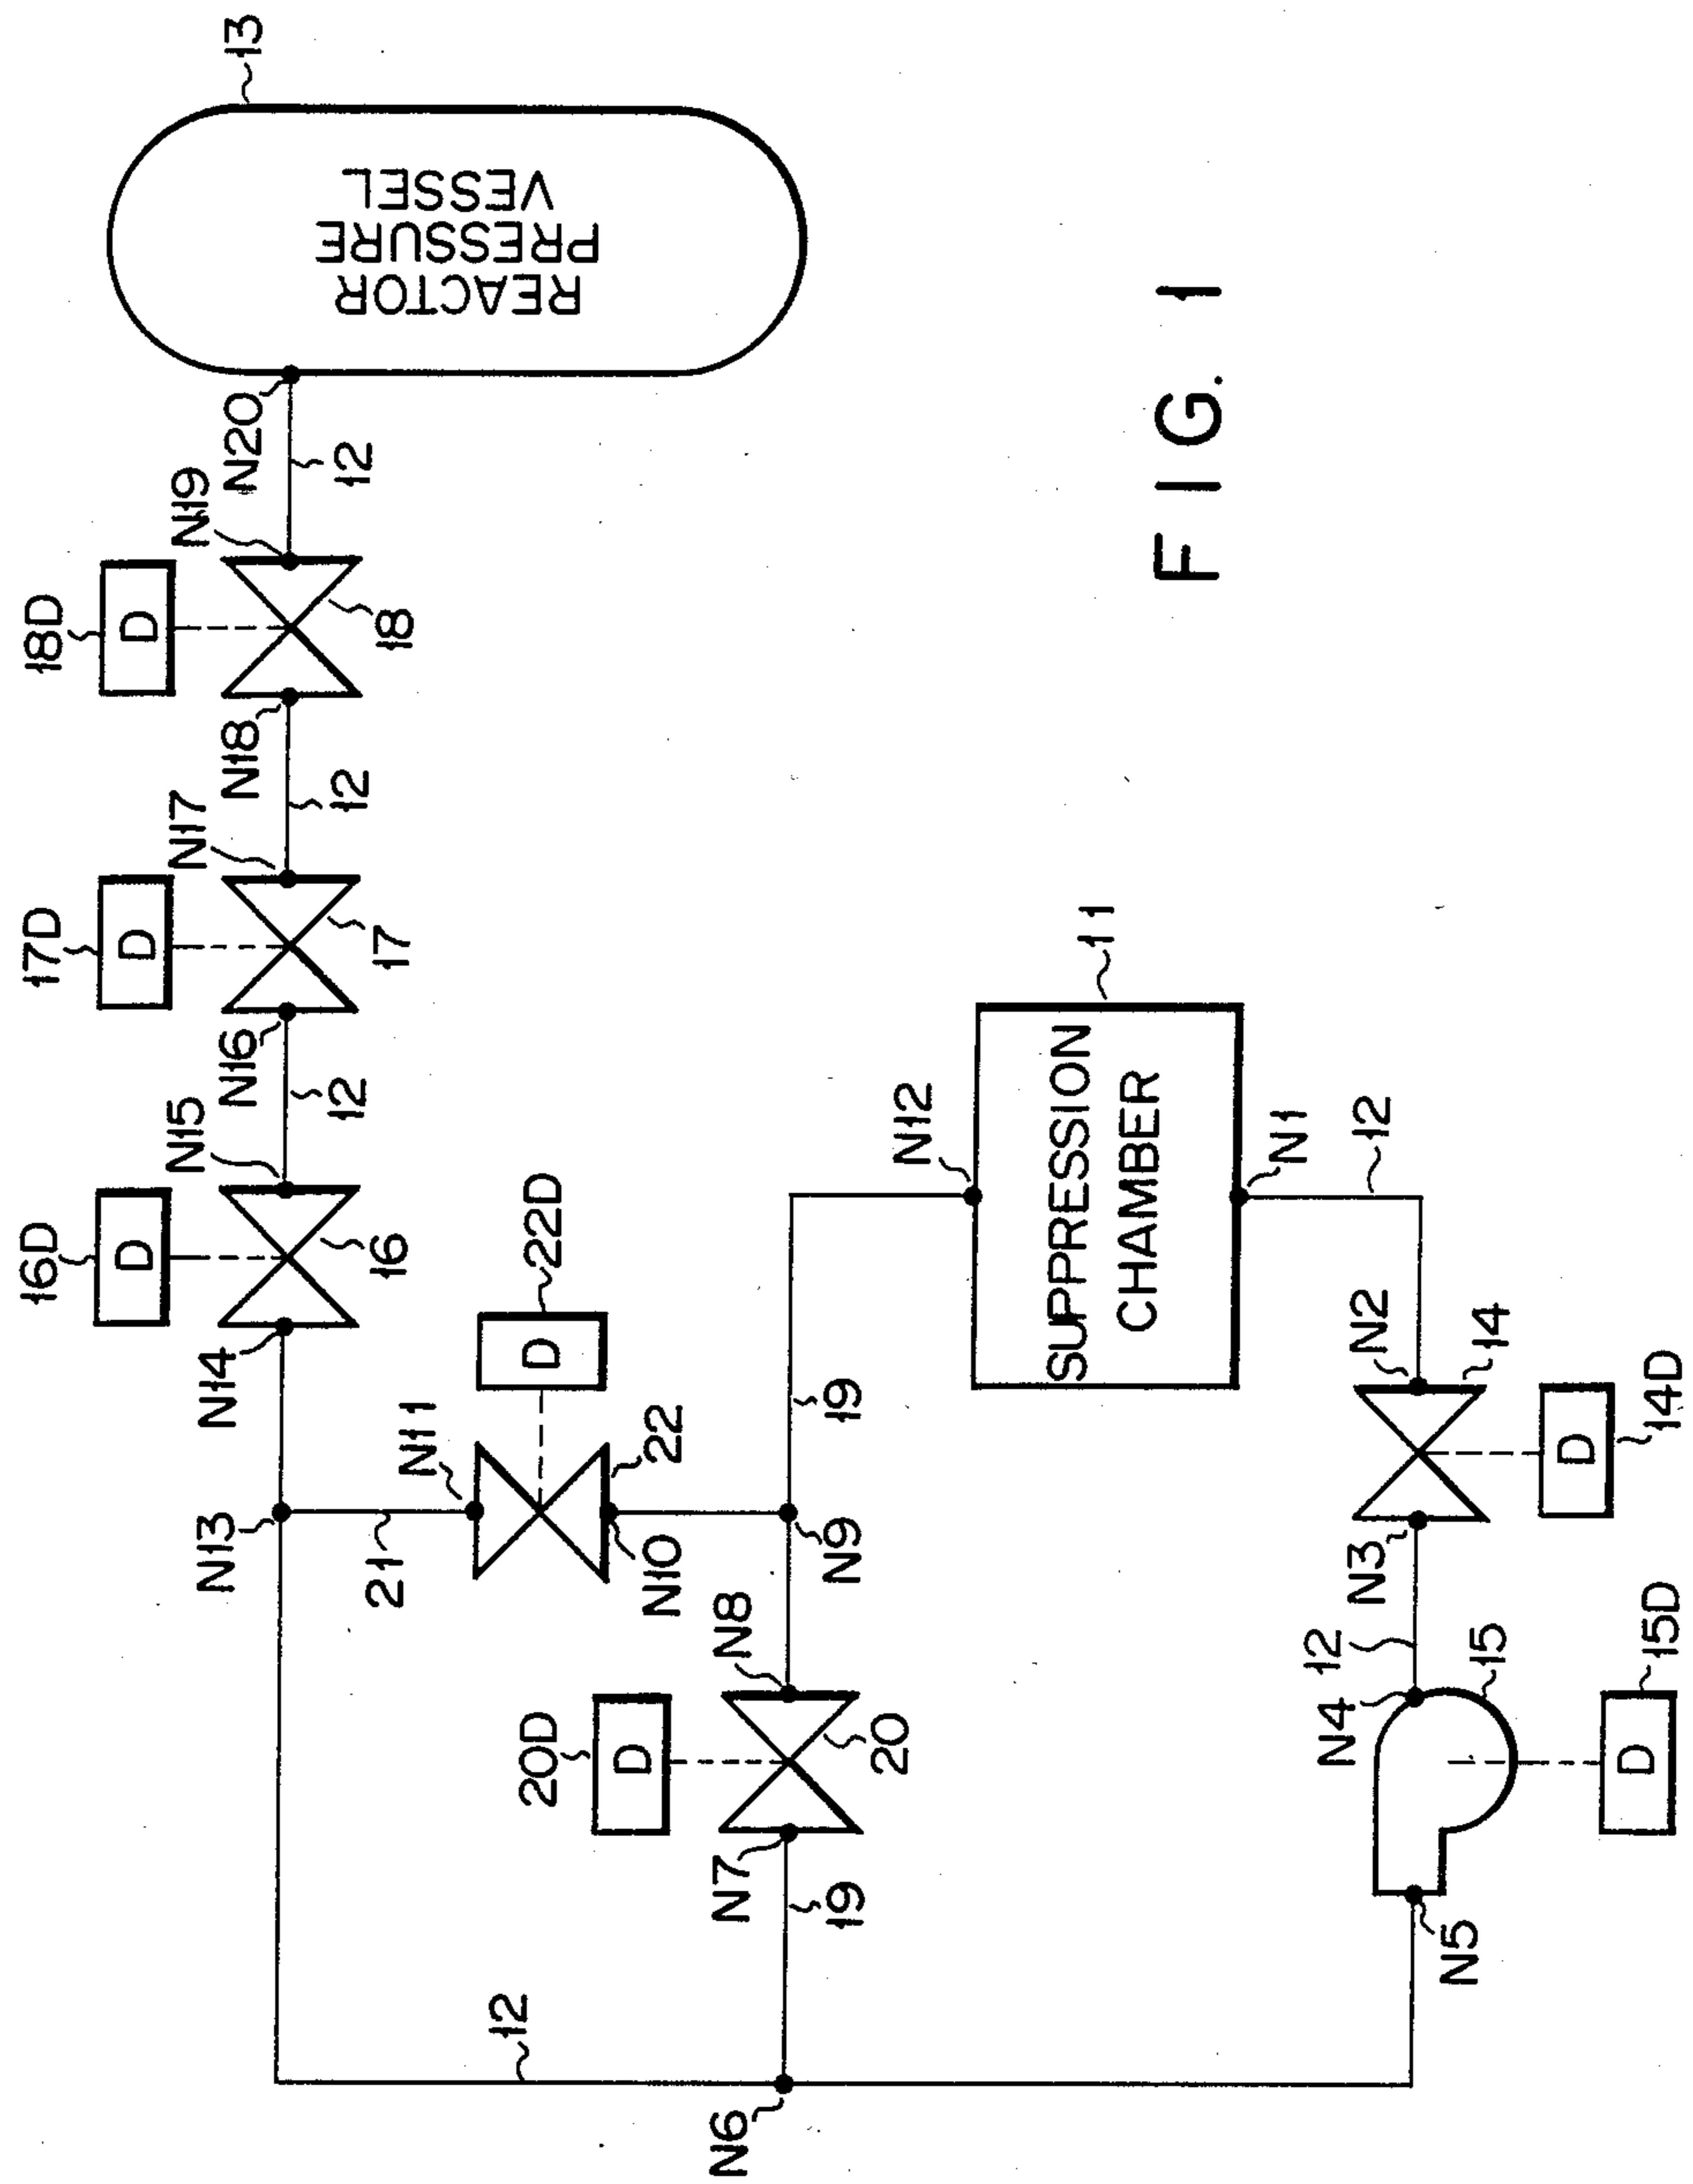 18D
D
N19
N20
13
12
18
N18
REACTOR
PRESSURE
VESSEL
17D
D
N17
12
17
N16
16D
D
N15
12
16
N14
N13
21
N11
22D
D
22
N10
N9
19
N12
11
SUPPRESSION
CHAMBER
N1
12
20D
D
N8
20
N7
19
12
N6
N2
14
14D
D
N3
12
N4
15
15D
D
N5
FIG. 1